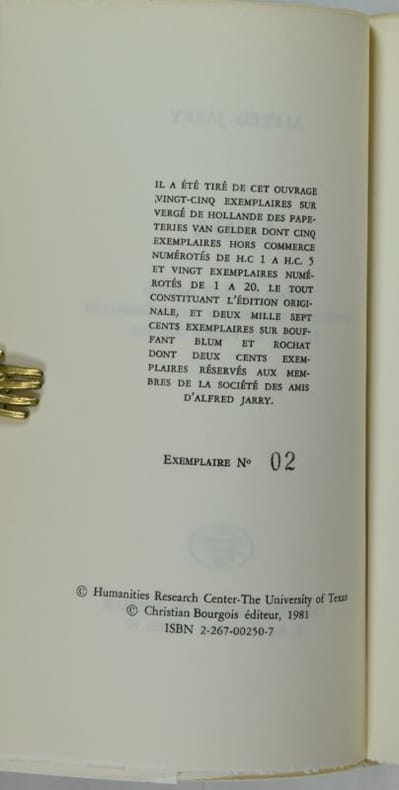 IL A ÉTÉ TIRÉ DE CET OUVRAGE
,VINGT-CINQ EXEMPLAIRES SUR
VERGÉ DE HOLLANDE DES PAPE-
TERIES VAN GELDER DONT CINQ
EXEMPLAIRES HORS COMMERCE
NUMÉROTÉS DE H.C 1 A H.C. 5
ET VINGT EXEMPLAIRES NUMÉ-
ROTÉS DE 1 A 20. LE TOUT
CONSTITUANT L'ÉDITION ORIGI-
NALE, ET DEUX MILLE SEPT
CENTS EXEMPLAIRES SUR BOUF-
FANT BLUM ET ROCHAT
DONT DEUX CENTS EXEM-
PLAIRES RÉSERVÉS AUX MEM-
BRES DE LA SOCIÉTÉ DES AMIS
D'ALFRED JARRY.
EXEMPLAIRE Nº 02
© Humanities Research Center-The University of Texas
© Christian Bourgois éditeur, 1981
ISBN 2-267-00250-7